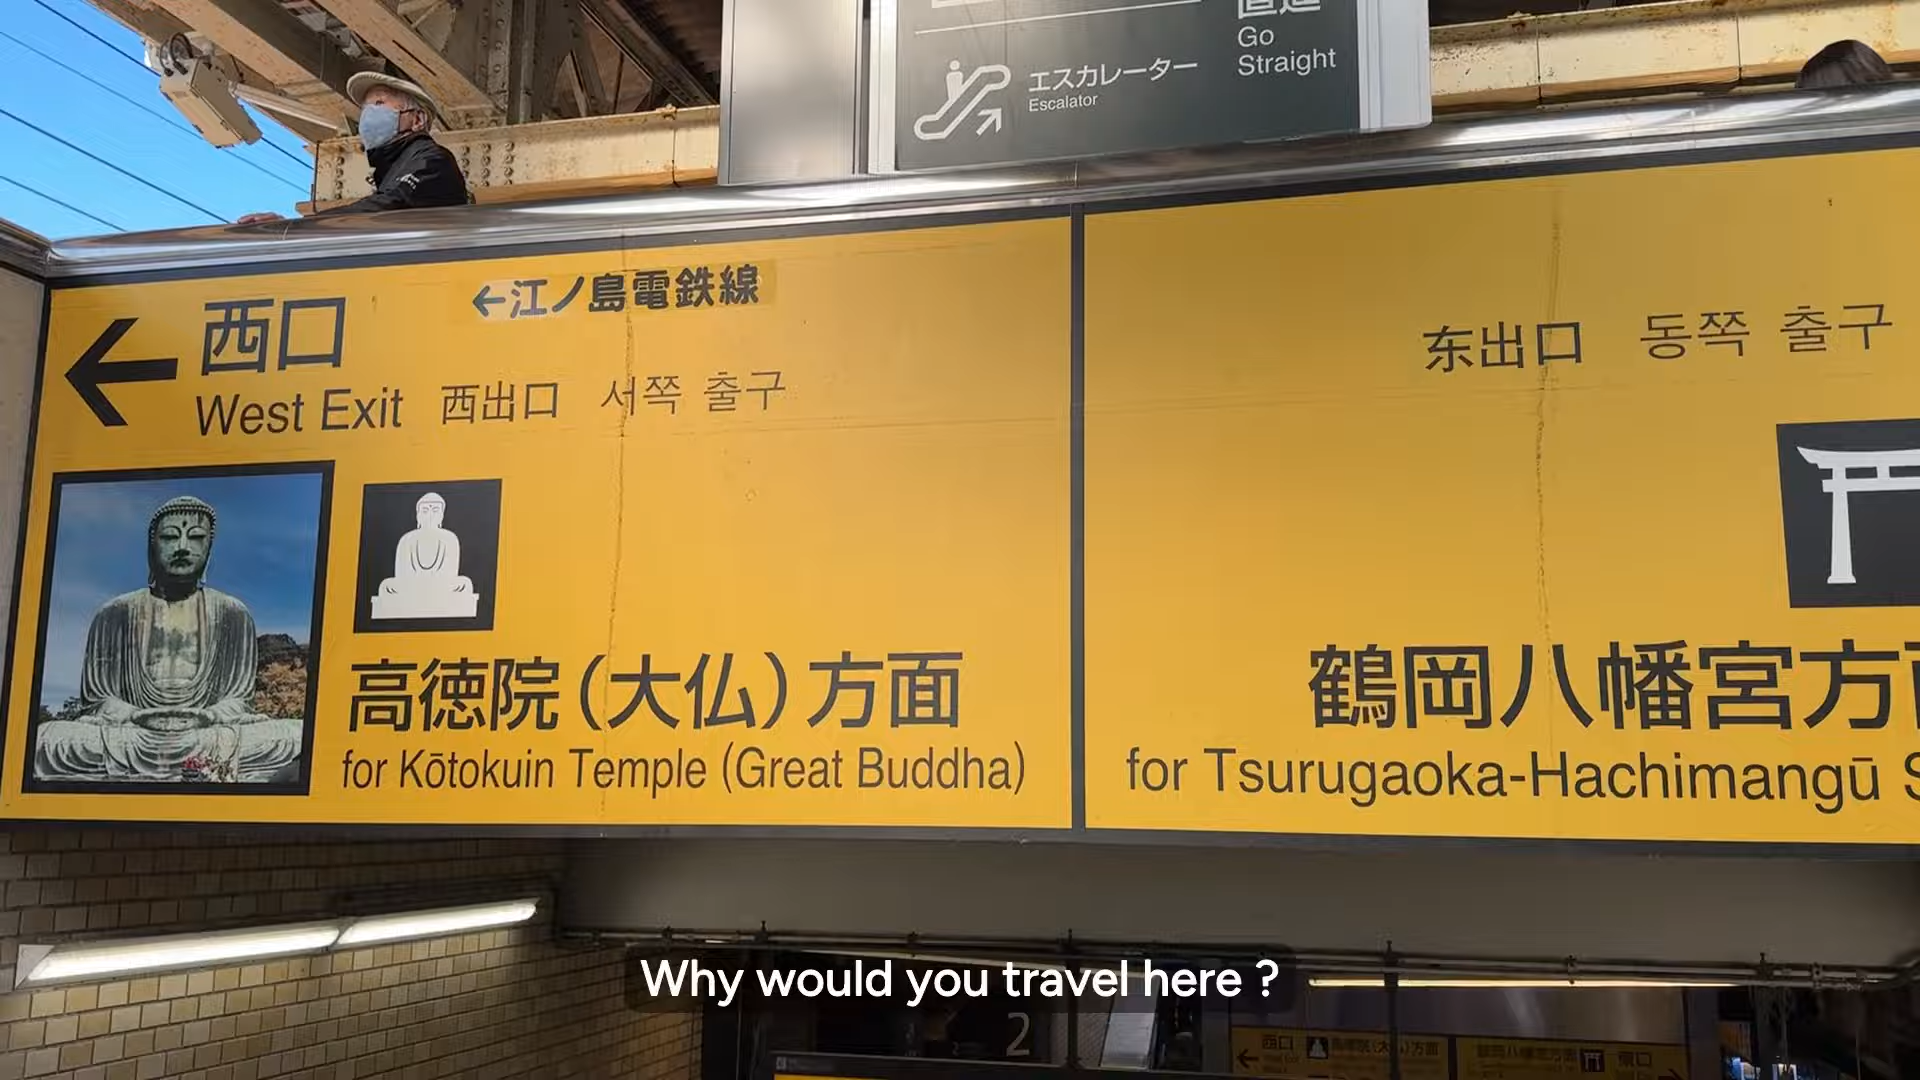 Go
Straight
エスカレーター
Escalator
←江ノ島電鉄線
西口
West Exit 西出口 서쪽 출구
东出口 동쪽 출구
高徳院(大仏)方面
for Kōtokuin Temple (Great Buddha)
鶴岡八幡宮方
for Tsurugaoka-Hachimangū
Why would you travel here ?
2
西口